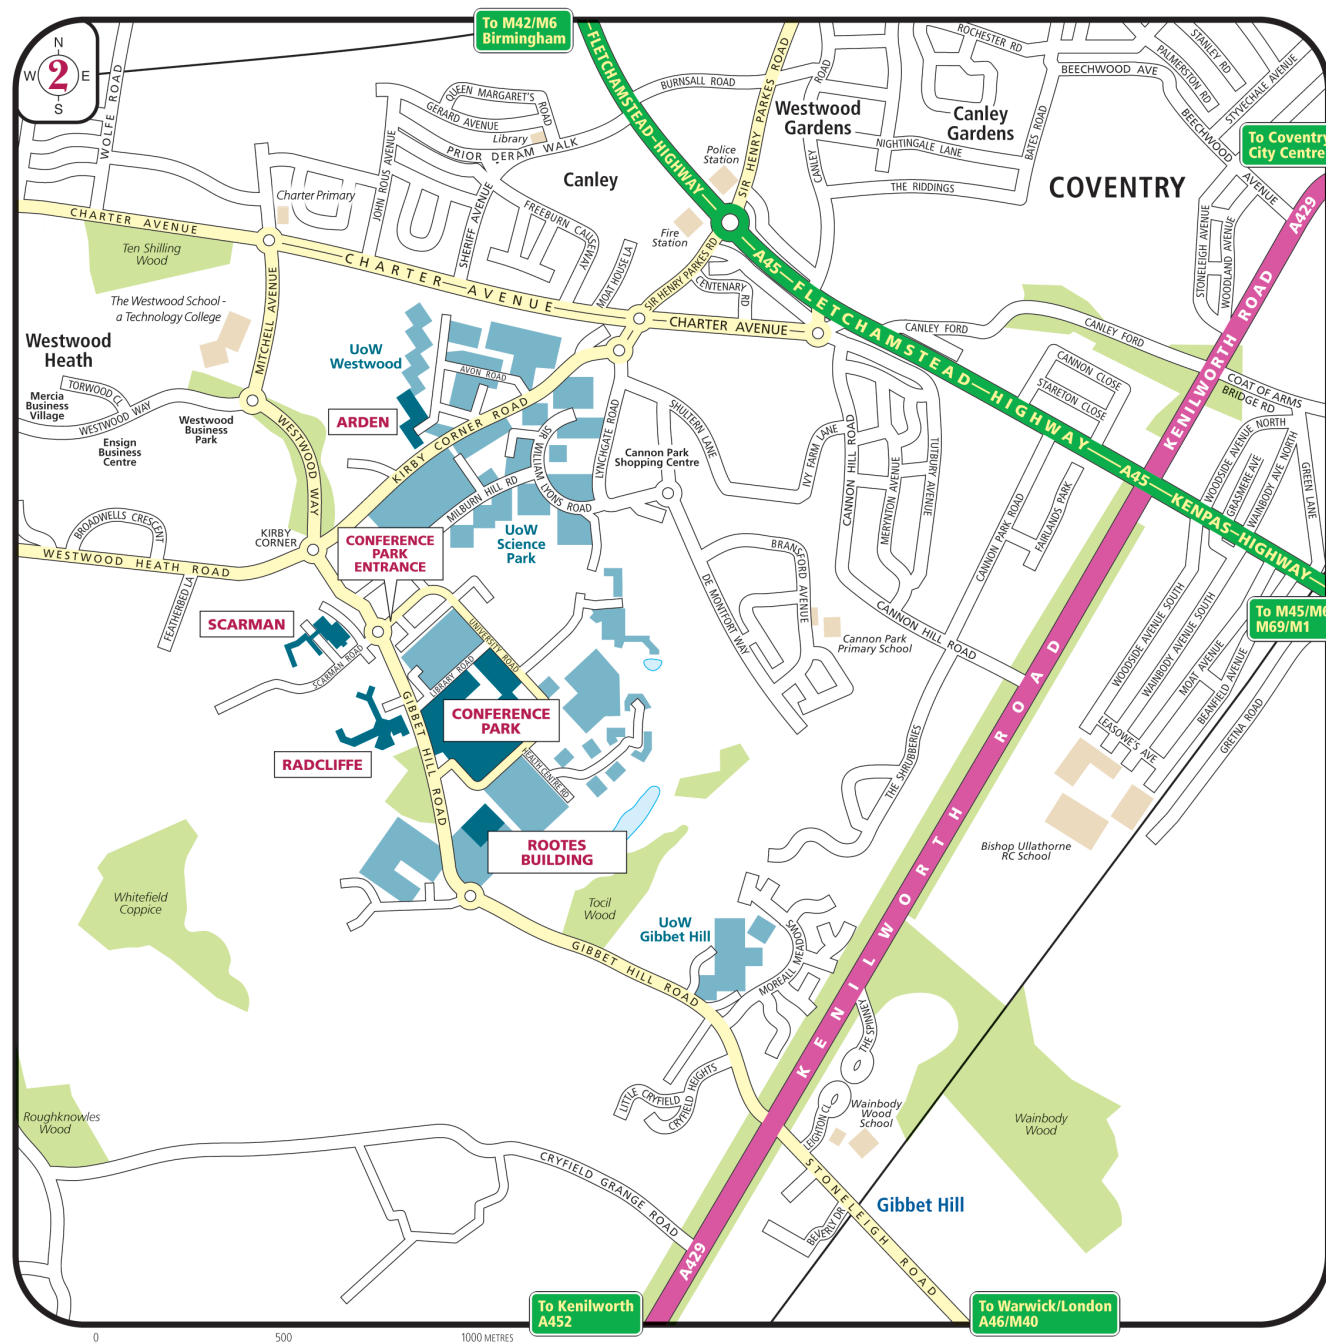 To M42/M6
Birmingham
N
W 2 E
S
WOLFE ROAD
FLETCHAMSTEAD HIGHWAY
SIR HENRY PARKES ROAD
BURNSALL ROAD
QUEEN MARGARET'S ROAD
GERARD AVENUE
Library
PRIOR DERAM WALK
JOHN ROUS AVENUE
Canley
Police
Station
Fire
Station
Westwood
Gardens
CANLEY ROAD
ROCHESTER RD
Canley
Gardens
NIGHTINGALE LANE
THE RIDDINGS
BATES ROAD
BEECHWOOD AVE
STANLEY RD
PALMERSTON RD
STYVECHALE AVENUE
BEECHWOOD AVENUE
To Coventry
City Centre
COVENTRY
A429
STONELEIGH AVENUE
WOODLAND AVENUE
Charter Primary
CHARTER AVENUE
Ten Shilling
Wood
SHERIFF AVENUE
FREEBURN CAUSEWAY
MOAT HOUSE LA
SIR HENRY PARKES RD
CENTENARY RD
A45 FLETCHAMSTEAD HIGHWAY
CHARTER AVENUE
CHARTER AVENUE
CANLEY FORD
CANLEY FORD
KENILWORTH ROAD
COAT OF ARMS
BRIDGE RD
The Westwood School -
a Technology College
MITCHELL AVENUE
Westwood
Heath
TORWOOD CL
Mercia
Business
Village
WESTWOOD WAY
Ensign
Business
Centre
Westwood
Business
Park
WESTWOOD WAY
UoW
Westwood
ARDEN
AVON ROAD
KIRBY CORNER ROAD
SIR WILLIAM LYONS ROAD
MILBURN HILL RD
UoW
Science
Park
LYNCHGATE ROAD
SHULTERN LANE
Cannon Park
Shopping Centre
IVY FARM LANE
CANNON HILL ROAD
MERYNTON AVENUE
TUTBURY AVENUE
CANNON CLOSE
STARETON CLOSE
CANNON PARK ROAD
FAIRLANDS PARK
A45 KENPAS HIGHWAY
WOODSIDE AVENUE NORTH
GRASMERE AVE
WAINBODY AVE NORTH
GREEN LANE
To M45/M6
M69/M1
BROADWELLS CRESCENT
KIRBY
CORNER
WESTWOOD HEATH ROAD
FEATHERBED LA
CONFERENCE
PARK
ENTRANCE
SCARMAN
SCARMAN ROAD
UNIVERSITY ROAD
LIBRARY ROAD
CONFERENCE
PARK
RADCLIFFE
GIBBET HILL ROAD
HEALTH CENTRE RD
ROOTES
BUILDING
DE MONTFORT WAY
BRANSFORD AVENUE
Cannon Park
Primary School
CANNON HILL ROAD
THE SHRUBBERIES
KENILWORTH ROAD
WOODSIDE AVENUE SOUTH
WAINBODY AVENUE SOUTH
MOAT AVENUE
BEANFIELD AVENUE
GRETNA ROAD
LEASOWE'S AVE
Bishop Ullathorne
RC School
Whitefield
Coppice
Tocil
Wood
UoW
Gibbet Hill
MOREALL MEADOWS
GIBBET HILL ROAD
THE SPINNEY
LITTLE CRYFIELD
CRYFIELD HEIGHTS
LEIGHTON CL
Wainbody
Wood
School
Wainbody
Wood
Roughknowles
Wood
CRYFIELD GRANGE ROAD
A429
STONELEIGH ROAD
BEVERLY DR
Gibbet Hill
To Kenilworth
A452
To Warwick/London
A46/M40
0 500 1000 METRES